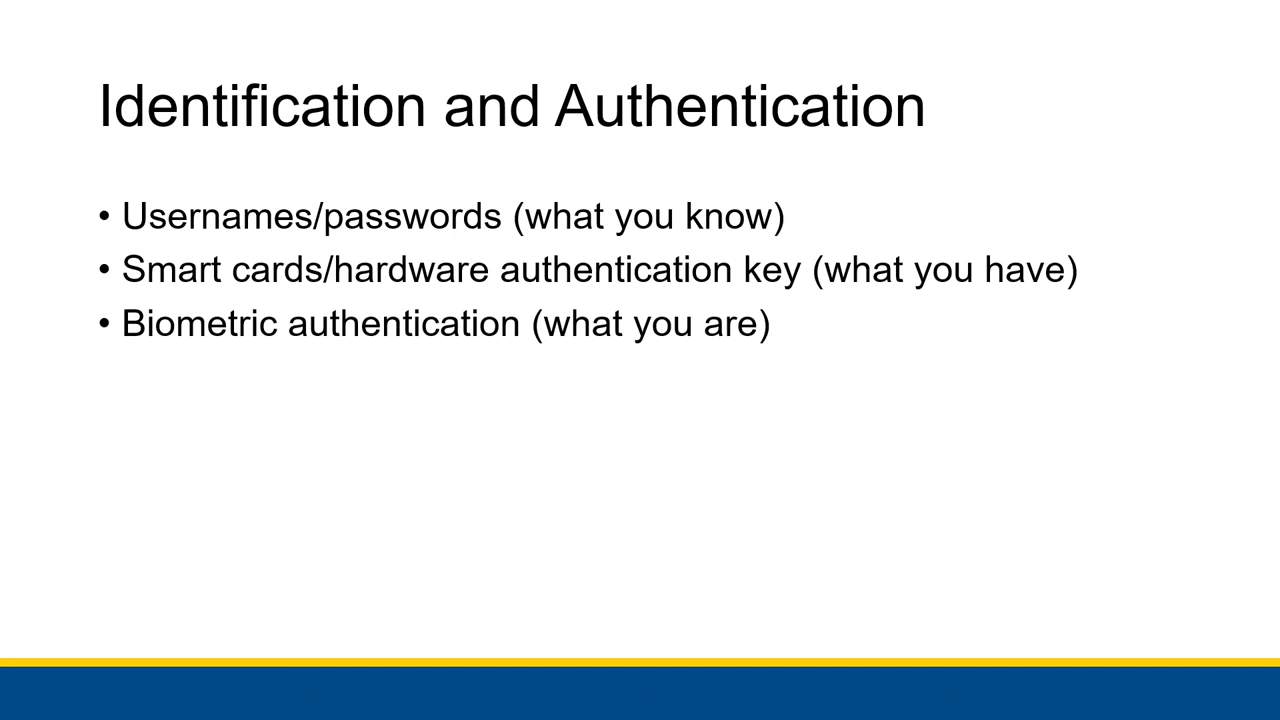 Identification and Authentication
• Usernames/passwords (what you know)
• Smart cards/hardware authentication key (what you have)
• Biometric authentication (what you are)